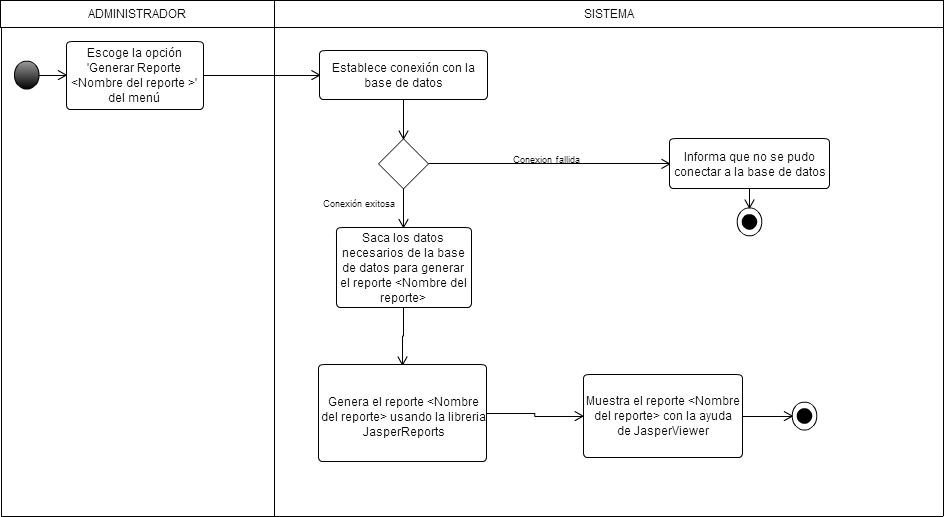 ADMINISTRADOR
SISTEMA
Escoge la opción
'Generar Reporte
<Nombre del reporte >'
del menú
Establece conexión con la
base de datos
Conexion fallida
Informa que no se pudo
conectar a la base de datos
Conexión exitosa
Saca los datos
necesarios de la base
de datos para generar
el reporte <Nombre del
reporte>
Genera el reporte <Nombre
del reporte> usando la libreria
JasperReports
Muestra el reporte <Nombre
del reporte> con la ayuda
de JasperViewer